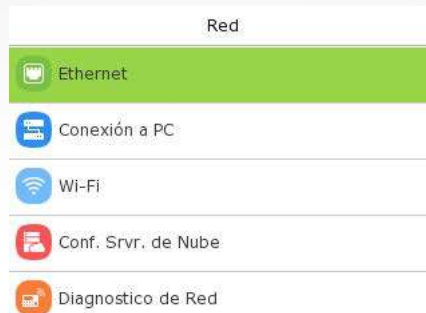 Red
Ethernet
Conexión a PC
Wi-Fi
Conf. Srvr. de Nube
Diagnostico de Red